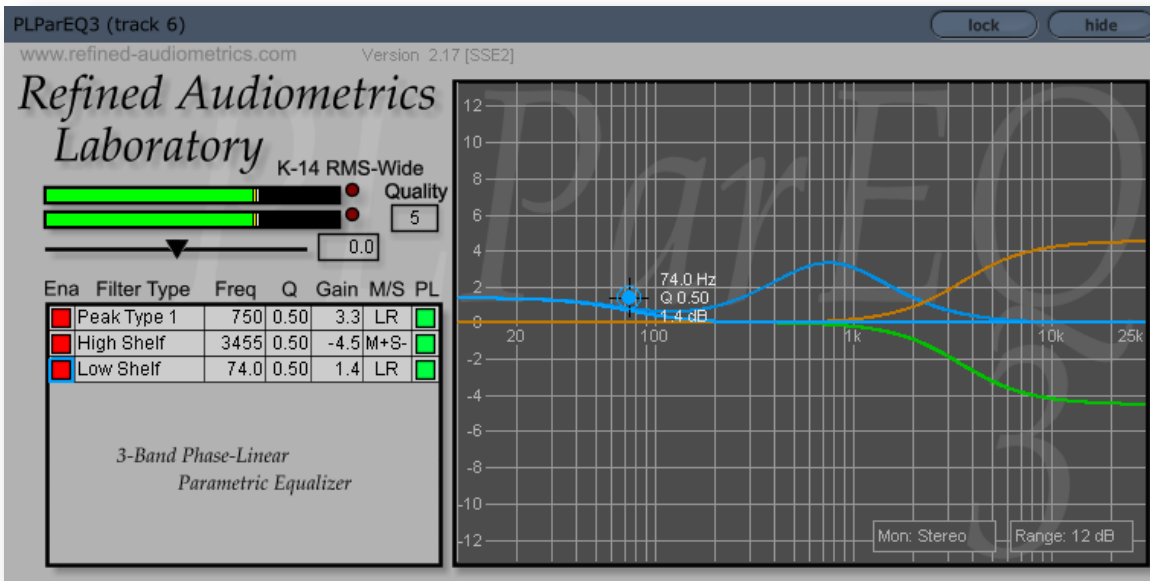 PLParEQ3 (track 6)
lock
hide
www.refined-audiometrics.com
Version 2.17 [SSE2]
Refined Audiometrics
Laboratory
K-14 RMS-Wide
Quality
5
0.0
Ena Filter Type Freq Q Gain M/S PL
Peak Type 1 750 0.50 3.3 LR
High Shelf 3455 0.50 -4.5 M+S-
Low Shelf 74.0 0.50 1.4 LR
3-Band Phase-Linear
Parametric Equalizer
PLParEQ
3
12
10
8
6
4
2
0
-2
-4
-6
-8
-10
-12
74.0 Hz
Q 0.50
1.4 dB
20 100 1k 10k 25k
Mon: Stereo
Range: 12 dB